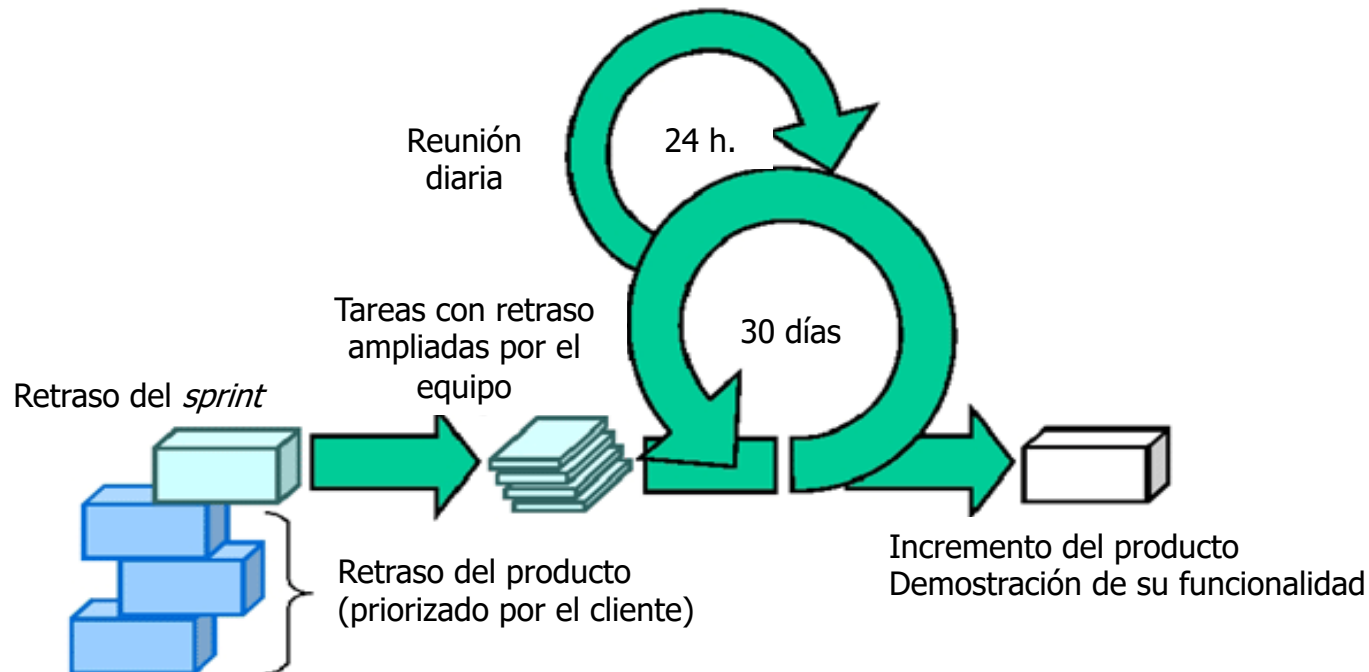 Reunión
diaria
24 h.
Tareas con retraso
ampliadas por el
equipo
30 días
Retraso del sprint
Retraso del producto
(priorizado por el cliente)
Incremento del producto
Demostración de su funcionalidad